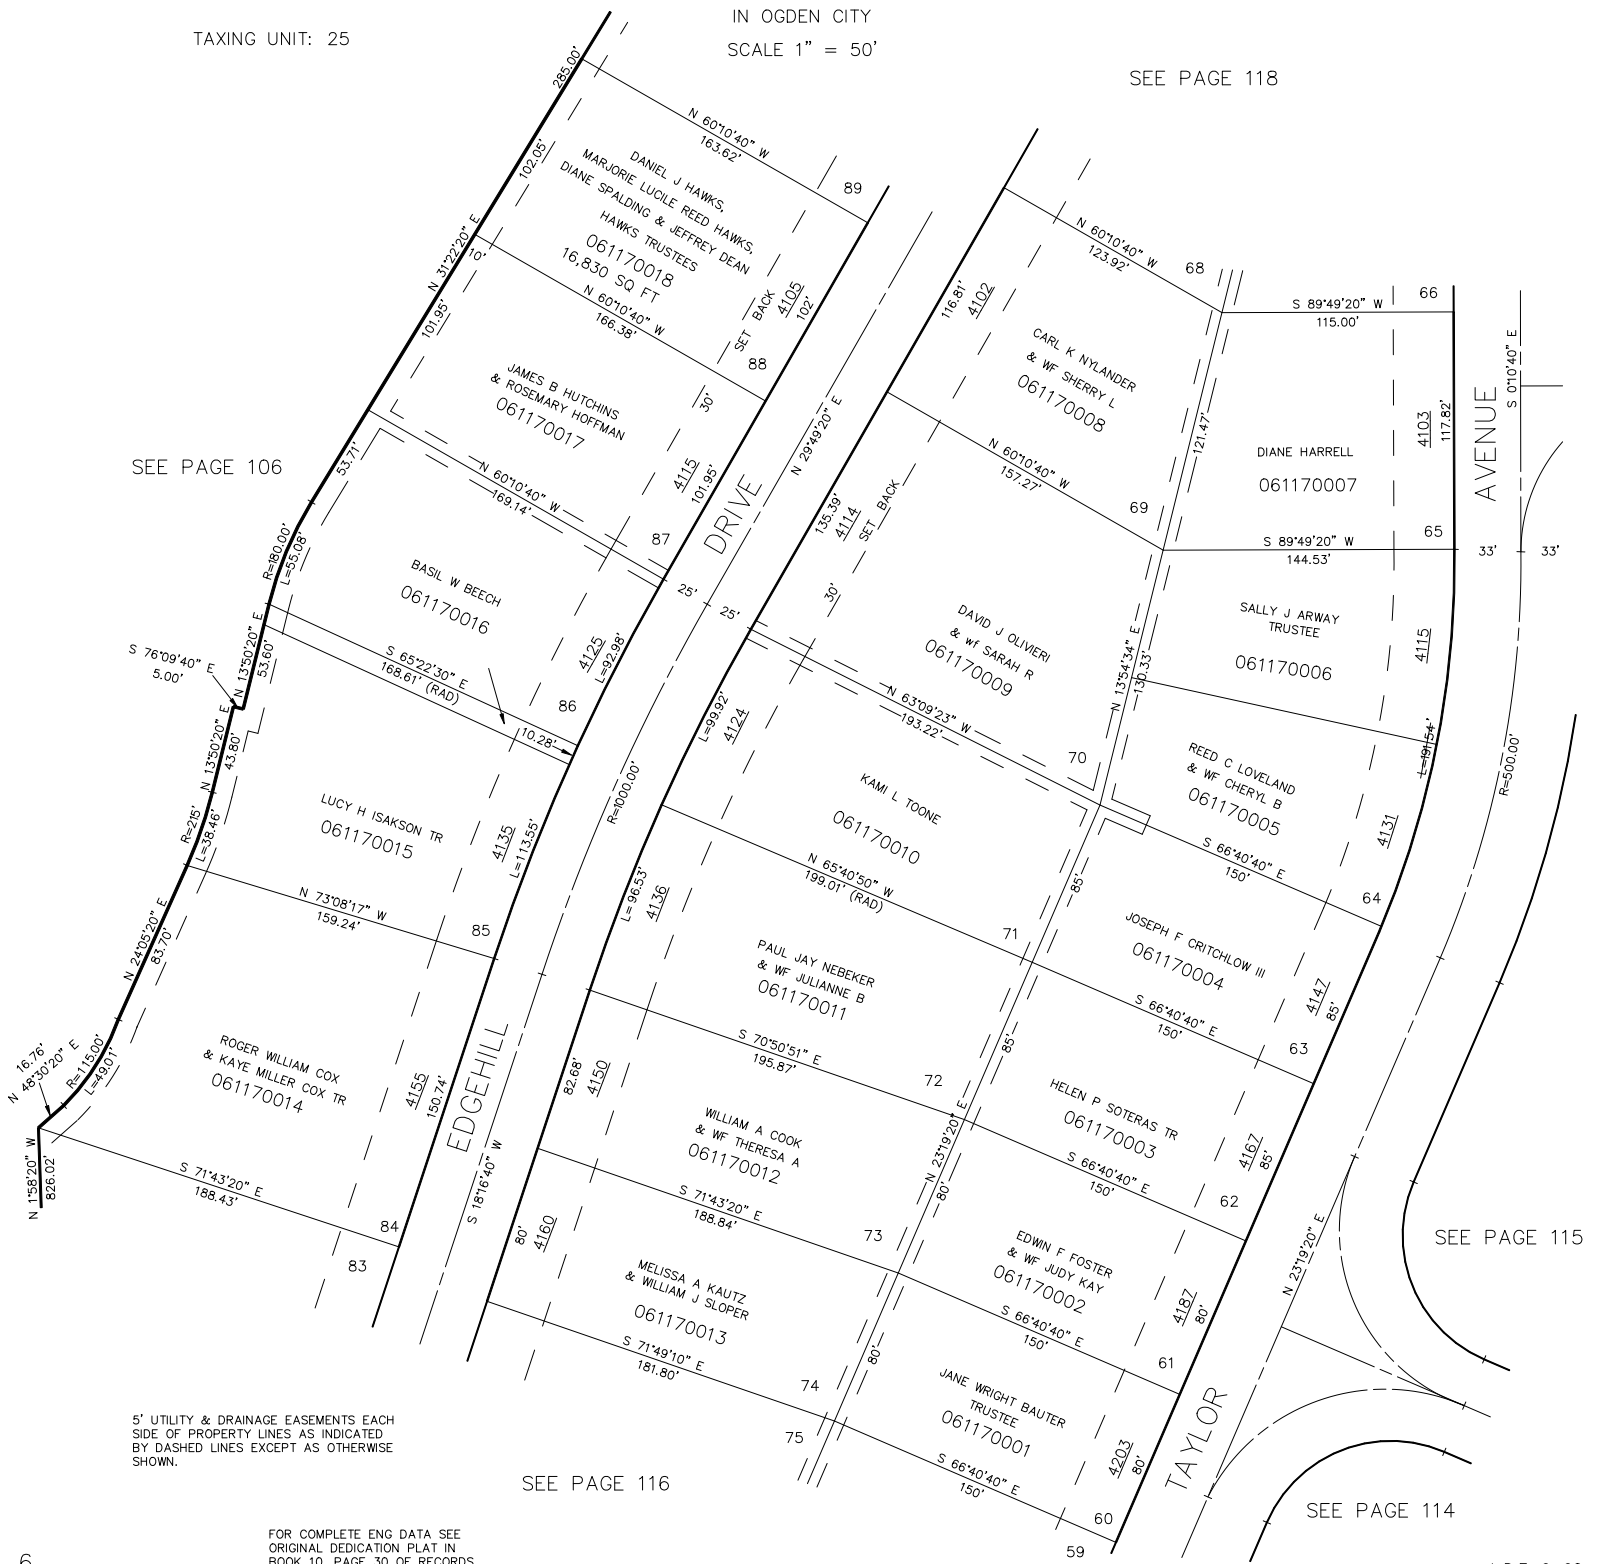 TAXING UNIT: 25
IN OGDEN CITY
SCALE 1" = 50'
SEE PAGE 118
285.00'
N 60°10'40" W
163.62'
89
102.05'
DANIEL J HAWKS,
MARJORIE LUCILE REED HAWKS,
DIANE SPALDING & JEFFREY DEAN
HAWKS TRUSTEES
061170018
16,830 SQ FT
N 31°22'20" E
10'
SET BACK
4105
102'
N 60°10'40" W
166.38'
88
101.95'
JAMES B HUTCHINS
& ROSEMARY HOFFMAN
061170017
30'
4115
101.95'
N 60°10'40" W
169.14'
87
SEE PAGE 106
53.71'
R=180.00'
L=55.08'
BASIL W BEECH
061170016
4125
L=92.98'
S 65°22'30" E
168.61' (RAD)
86
10.28'
N 13°50'20" E
53.60'
S 76°09'40" E
5.00'
N 13°50'20" E
43.80'
R=215'
L=38.46'
LUCY H ISAKSON TR
061170015
4135
L=113.55'
N 73°08'17" W
159.24'
85
N 24°05'20" E
83.70'
R=115.00'
L=49.01'
16.76'
N 48°30'20" E
ROGER WILLIAM COX
& KAYE MILLER COX TR
061170014
4155
150.74'
N 1°58'20" W
826.02'
S 71°43'20" E
188.43'
84
83
EDGEHILL
DRIVE
N 29°49'20" E
25'
25'
R=1000.00'
S 18°16'40" W
N 60°10'40" W
123.92'
68
116.81'
4102
CARL K NYLANDER
& WF SHERRY L
061170008
121.47'
N 60°10'40" W
157.27'
69
135.39'
4114
SET BACK
30'
DAVID J OLIVIERI
& wf SARAH R
061170009
N 13°54'34" E
130.33'
N 63°09'23" W
193.22'
70
L=99.92'
4124
KAMI L TOONE
061170010
N 65°40'50" W
199.01' (RAD)
71
L= 96.53'
4136
PAUL JAY NEBEKER
& WF JULIANNE B
061170011
S 70°50'51" E
195.87'
72
82.68'
4150
WILLIAM A COOK
& WF THERESA A
061170012
S 71°43'20" E
188.84'
73
80'
4160
MELISSA A KAUTZ
& WILLIAM J SLOPER
061170013
S 71°49'10" E
181.80'
74
75
S 89°49'20" W
115.00'
66
DIANE HARRELL
061170007
4103
117.82'
S 89°49'20" W
144.53'
65
S 0°10'40" E
AVENUE
33'
33'
SALLY J ARWAY
TRUSTEE
061170006
4115
L=191.54'
R=500.00'
REED C LOVELAND
& WF CHERYL B
061170005
4131
S 66°40'40" E
150'
64
85'
JOSEPH F CRITCHLOW III
061170004
4147
85'
S 66°40'40" E
150'
63
85'
HELEN P SOTERAS TR
061170003
4167
85'
N 23°19'20" E
S 66°40'40" E
150'
62
80'
EDWIN F FOSTER
& WF JUDY KAY
061170002
4187
80'
S 66°40'40" E
150'
61
80'
JANE WRIGHT BAUTER
TRUSTEE
061170001
4203
80'
S 66°40'40" E
150'
60
59
TAYLOR
N 23°19'20" E
SEE PAGE 115
SEE PAGE 114
SEE PAGE 116
5' UTILITY & DRAINAGE EASEMENTS EACH
SIDE OF PROPERTY LINES AS INDICATED
BY DASHED LINES EXCEPT AS OTHERWISE
SHOWN.
FOR COMPLETE ENG DATA SEE
ORIGINAL DEDICATION PLAT IN
BOOK 10, PAGE 30 OF RECORDS
6